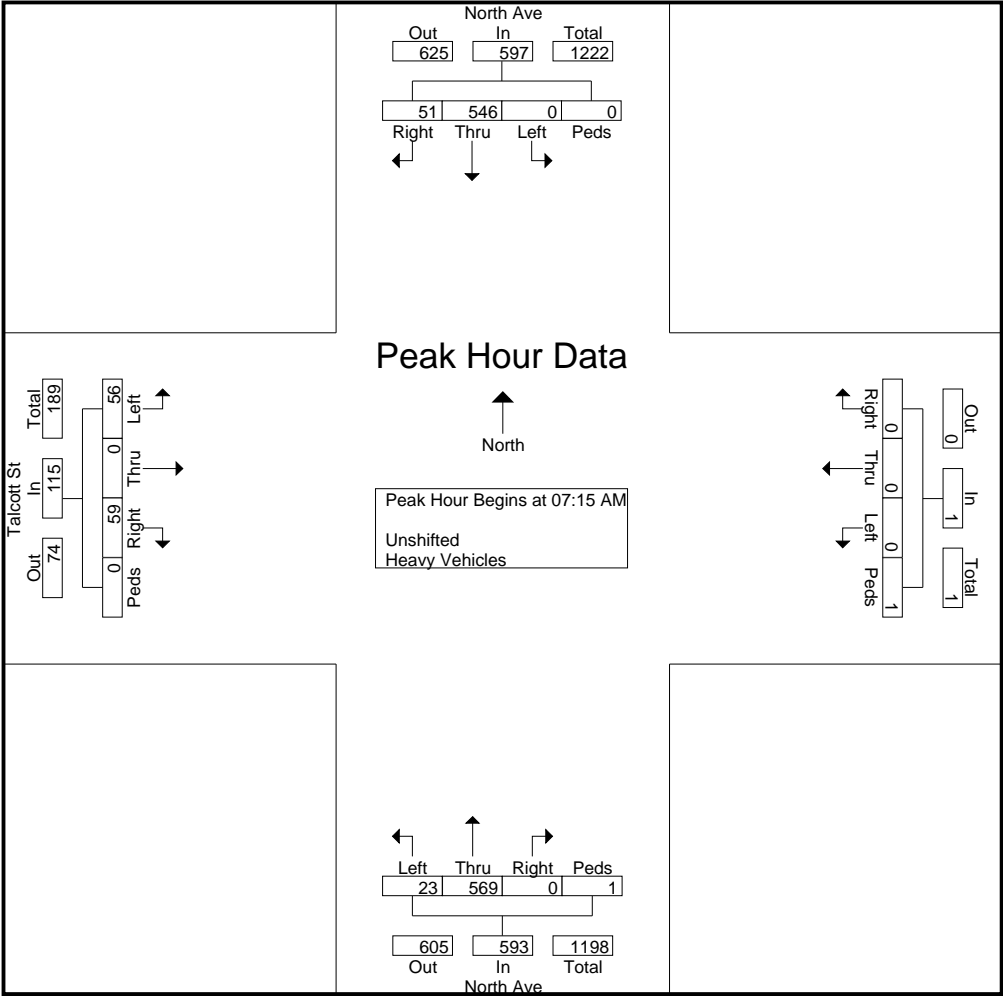 North Ave
Out In Total
625 597 1222
51 546 0 0
Right Thru Left Peds
Peak Hour Data
North
Peak Hour Begins at 07:15 AM
Unshifted
Heavy Vehicles
Talcott St
Out In Total
74 115 189
Left Thru Right Peds
56 0 59 0
Out In Total
0 1 1
Right Thru Left Peds
0 0 0 1
Left Thru Right Peds
23 569 0 1
605 593 1198
Out In Total
North Ave